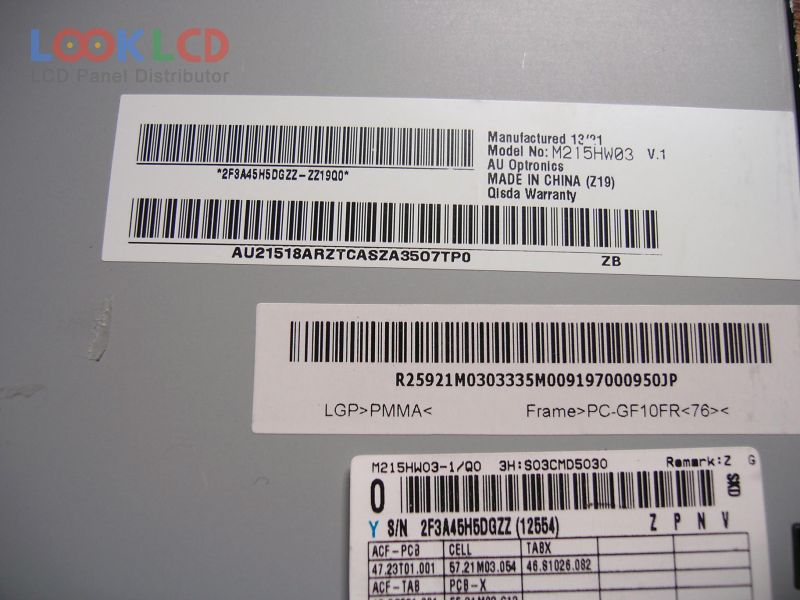 LOOKLCD
LCD Panel Distributor
*2F3A45H5DGZZ-ZZ19Q0*
Manufactured
Model No: M215HW03 V.1
AU Optronics
MADE IN CHINA (Z19)
Qisda Warranty
AU21518ARZTCASZA3507TP0 ZB
R25921M0303335M009197000950JP
LGP>PMMA< Frame>PC-GF10FR<76><
M215HW03-1/Q0 3H:S03CMD5030 Remark:Z G
0 SKD
Y S/N 2F3A45H5DGZZ (12554) Z P N V
ACF-PCB CELL TABX
47.23T01.001 57.21M03.054 46.81026.082
ACF-TAB PCB-X